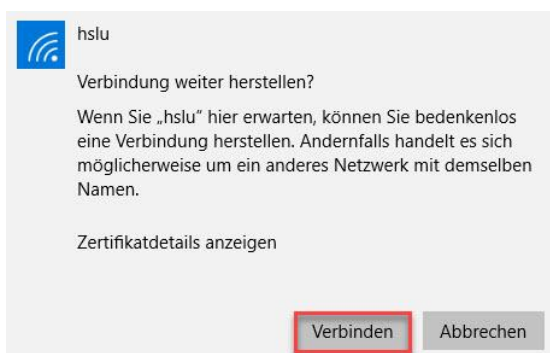 hslu
Verbindung weiter herstellen?
Wenn Sie „hslu“ hier erwarten, können Sie bedenkenlos
eine Verbindung herstellen. Andernfalls handelt es sich
möglicherweise um ein anderes Netzwerk mit demselben
Namen.
Zertifikatdetails anzeigen
Verbinden Abbrechen